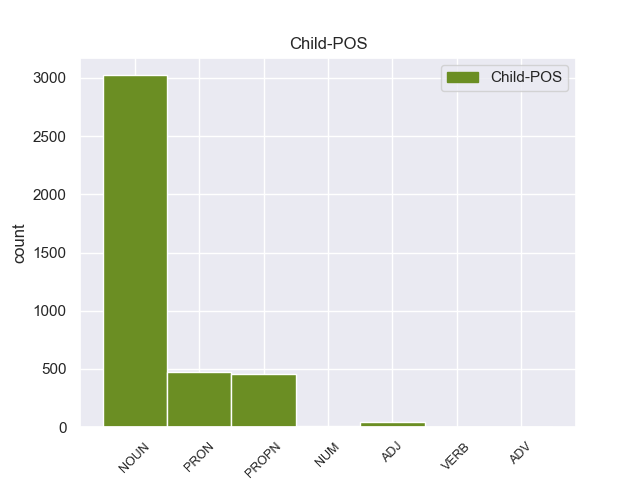 Child-POS
Child-POS
3000
2500
2000
1500
1000
500
0
count
NOUN
PRON
PROPN
NUM
ADJ
VERB
ADV